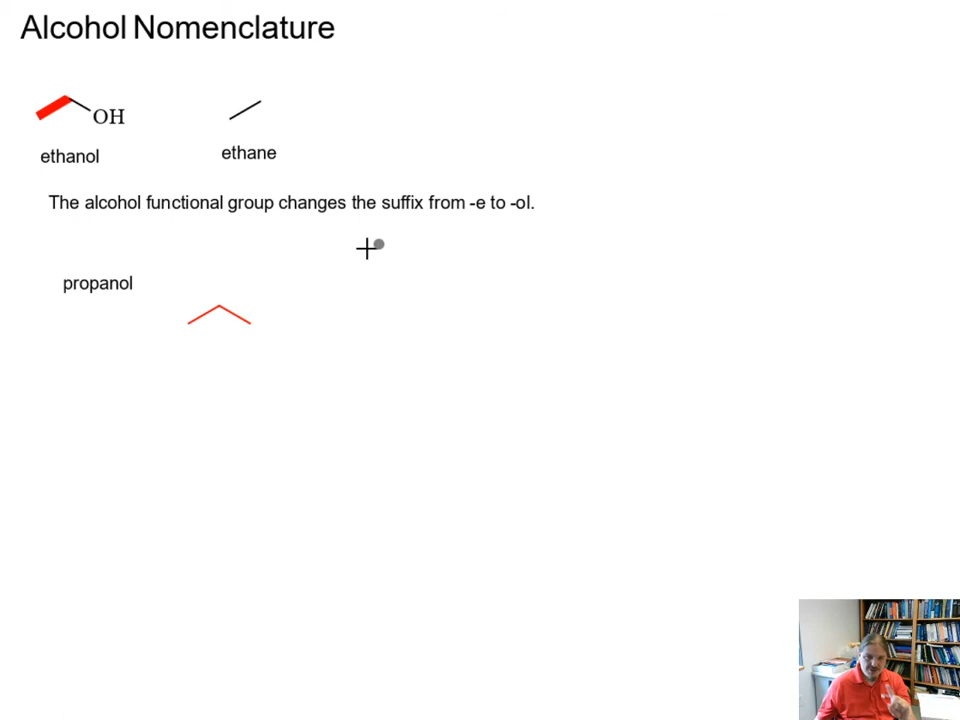 Alcohol Nomenclature
OH
ethanol
ethane
The alcohol functional group changes the suffix from -e to -ol.
propanol